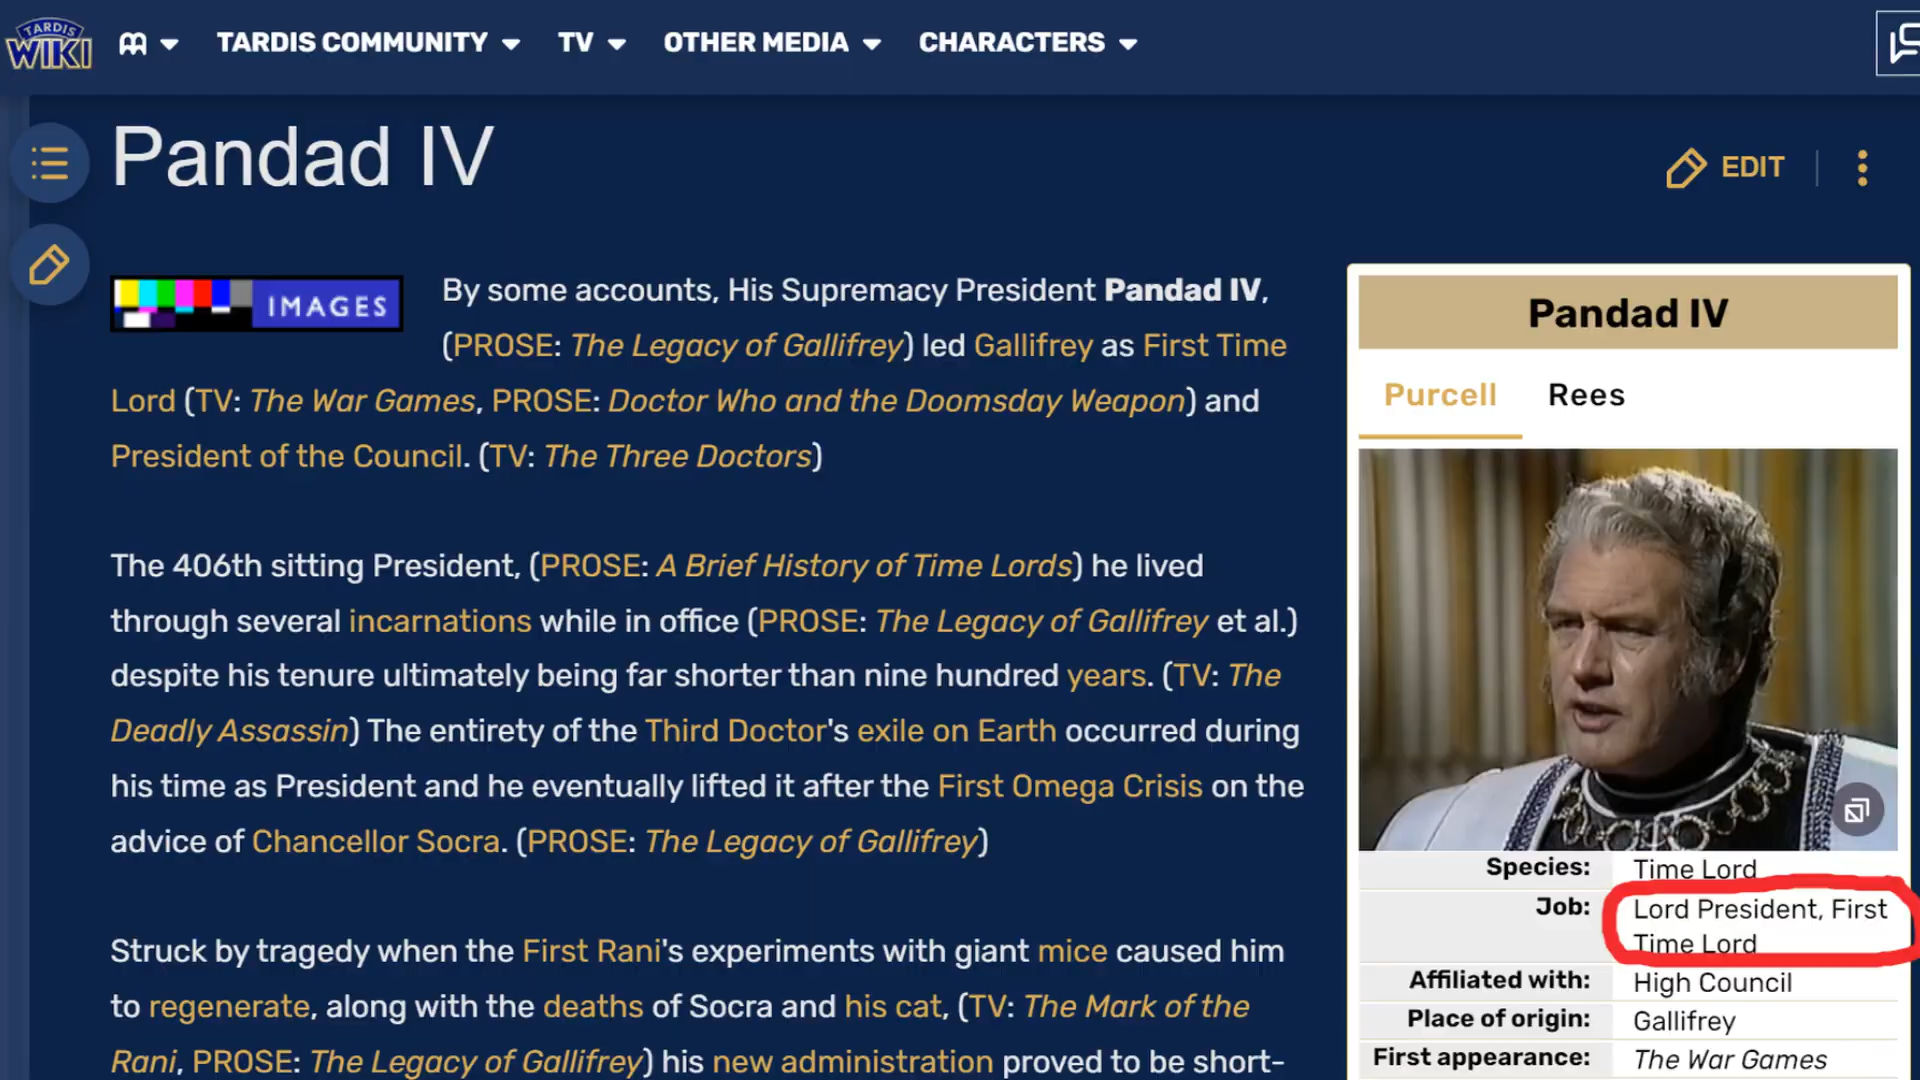 TARDIS
WIKI
TARDIS COMMUNITY
TV
OTHER MEDIA
CHARACTERS
Pandad IV
EDIT
IMAGES
By some accounts, His Supremacy President Pandad IV,
(PROSE: The Legacy of Gallifrey) led Gallifrey as First Time
Lord (TV: The War Games, PROSE: Doctor Who and the Doomsday Weapon) and
President of the Council. (TV: The Three Doctors)
The 406th sitting President, (PROSE: A Brief History of Time Lords) he lived
through several incarnations while in office (PROSE: The Legacy of Gallifrey et al.)
despite his tenure ultimately being far shorter than nine hundred years. (TV: The
Deadly Assassin) The entirety of the Third Doctor's exile on Earth occurred during
his time as President and he eventually lifted it after the First Omega Crisis on the
advice of Chancellor Socra. (PROSE: The Legacy of Gallifrey)
Struck by tragedy when the First Rani's experiments with giant mice caused him
to regenerate, along with the deaths of Socra and his cat, (TV: The Mark of the
Rani, PROSE: The Legacy of Gallifrey) his new administration proved to be short-
Pandad IV
Purcell
Rees
Species: Time Lord
Job: Lord President, First
Time Lord
Affiliated with: High Council
Place of origin: Gallifrey
First appearance: The War Games